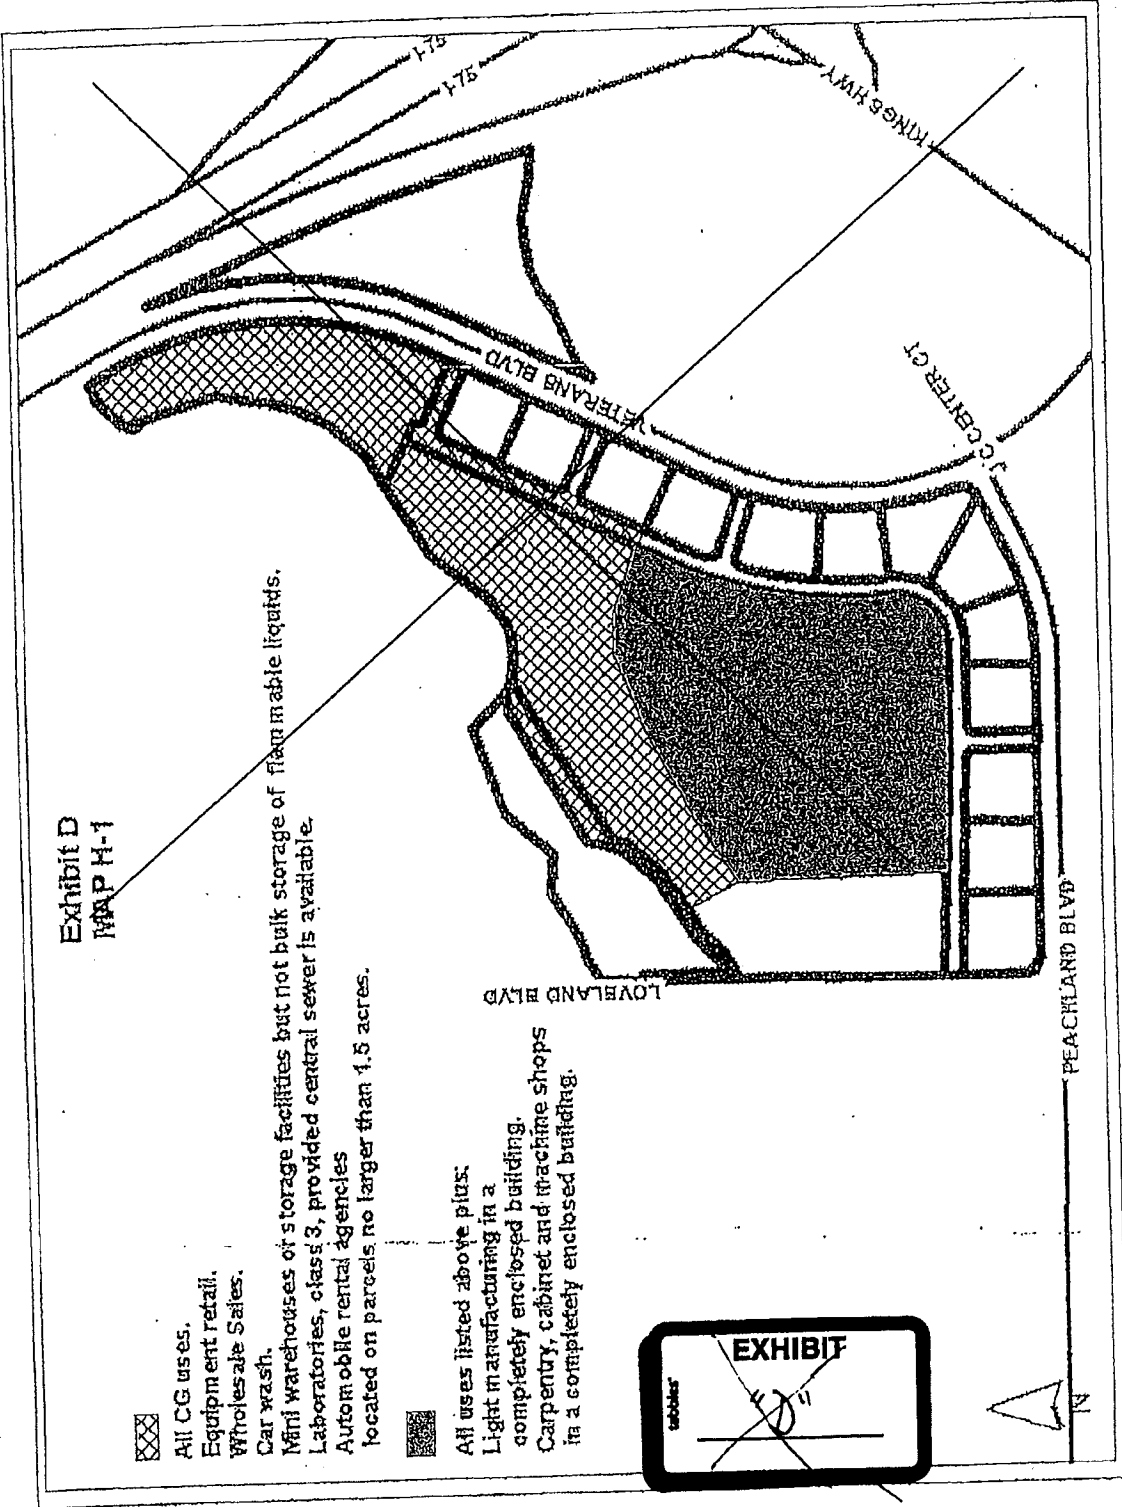 Exhibit D
MAP H-1
All CG uses.
Equipment retail.
Wholesale Sales.
Car wash.
Mini warehouses or storage facilities but not bulk storage of flammable liquids.
Laboratories, class 3, provided central sewer is available.
Automobile rental agencies
located on parcels no larger than 1.5 acres.
All uses listed above plus:
Light manufacturing in a
completely enclosed building.
Carpentry, cabinet and machine shops
in a completely enclosed building.
I-75
I-75
KINGS HWY
VETERANS BLVD
VETERANS BLVD
JC CENTER CT
LOVELAND BLVD
PEACHLAND BLVD
N
EXHIBIT
"D"
tabbies